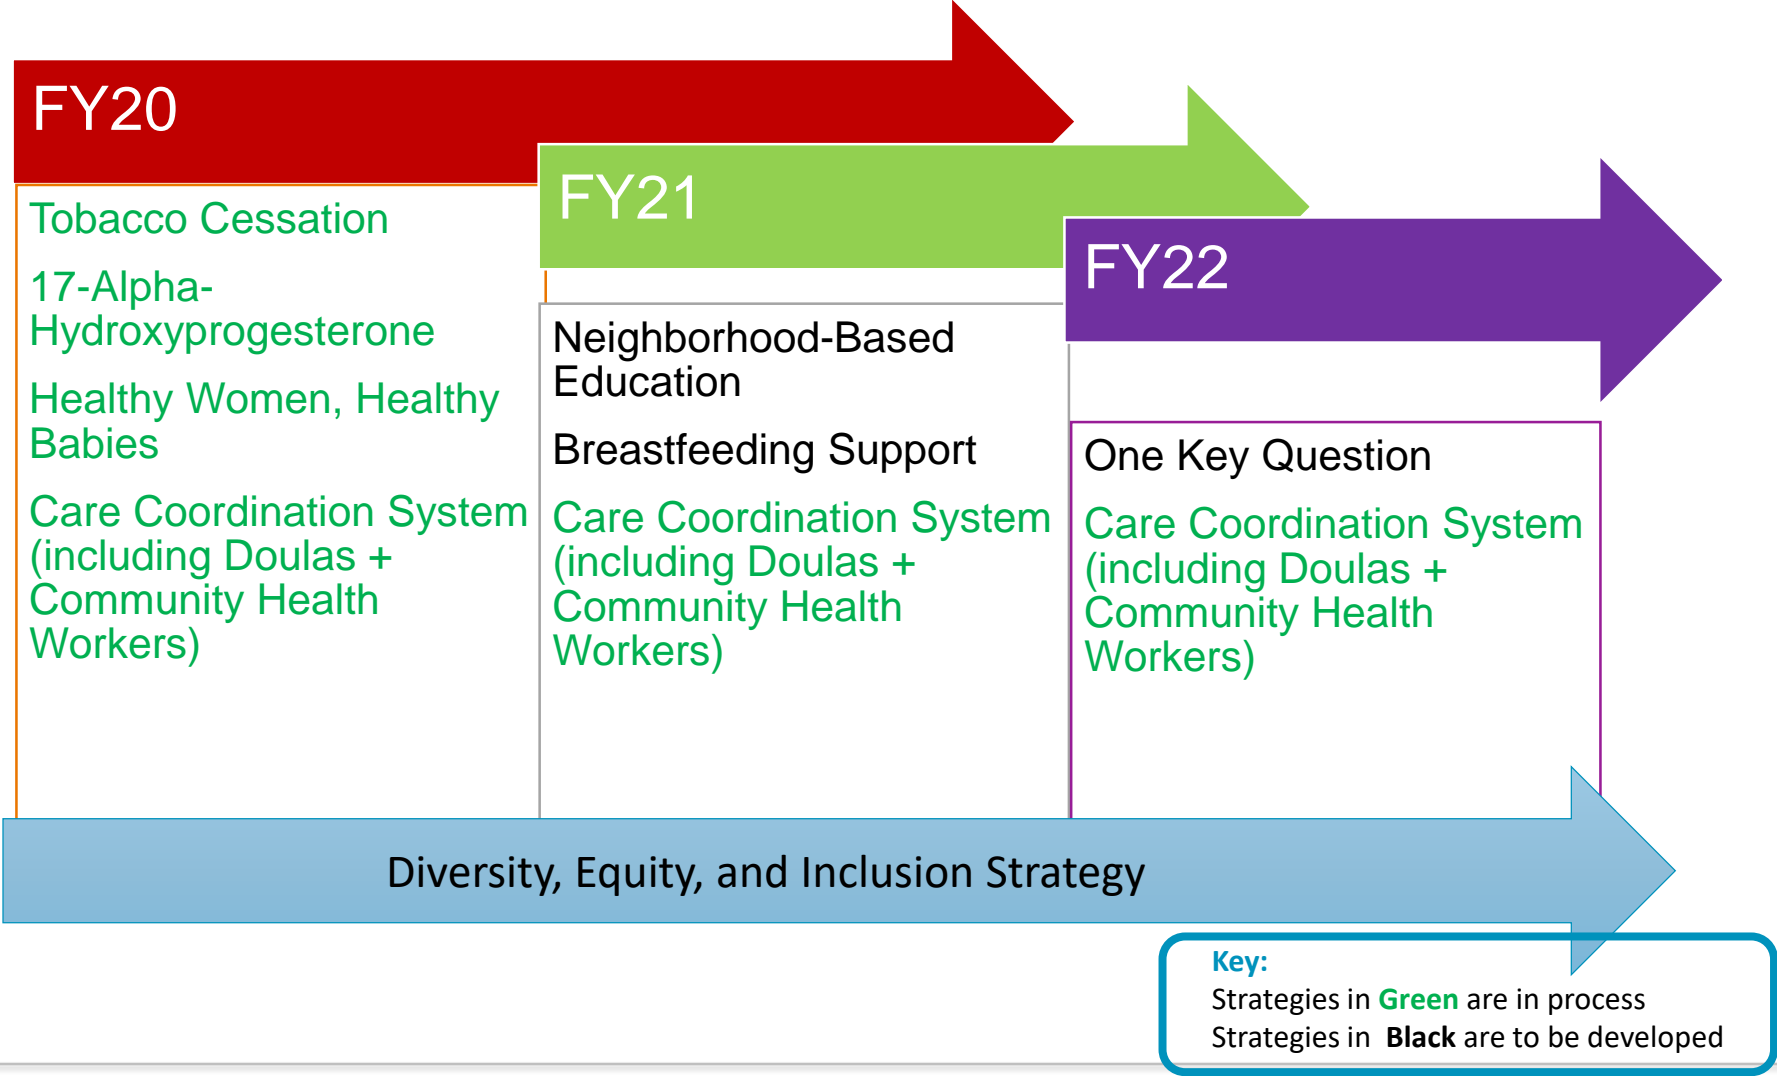 FY20
Tobacco Cessation
17-Alpha-
Hydroxyprogesterone
Healthy Women, Healthy
Babies
Care Coordination System
(including Doulas +
Community Health
Workers)
FY21
Neighborhood-Based
Education
Breastfeeding Support
Care Coordination System
(including Doulas +
Community Health
Workers)
FY22
One Key Question
Care Coordination System
(including Doulas +
Community Health
Workers)
Diversity, Equity, and Inclusion Strategy
Key:
Strategies in Green are in process
Strategies in Black are to be developed